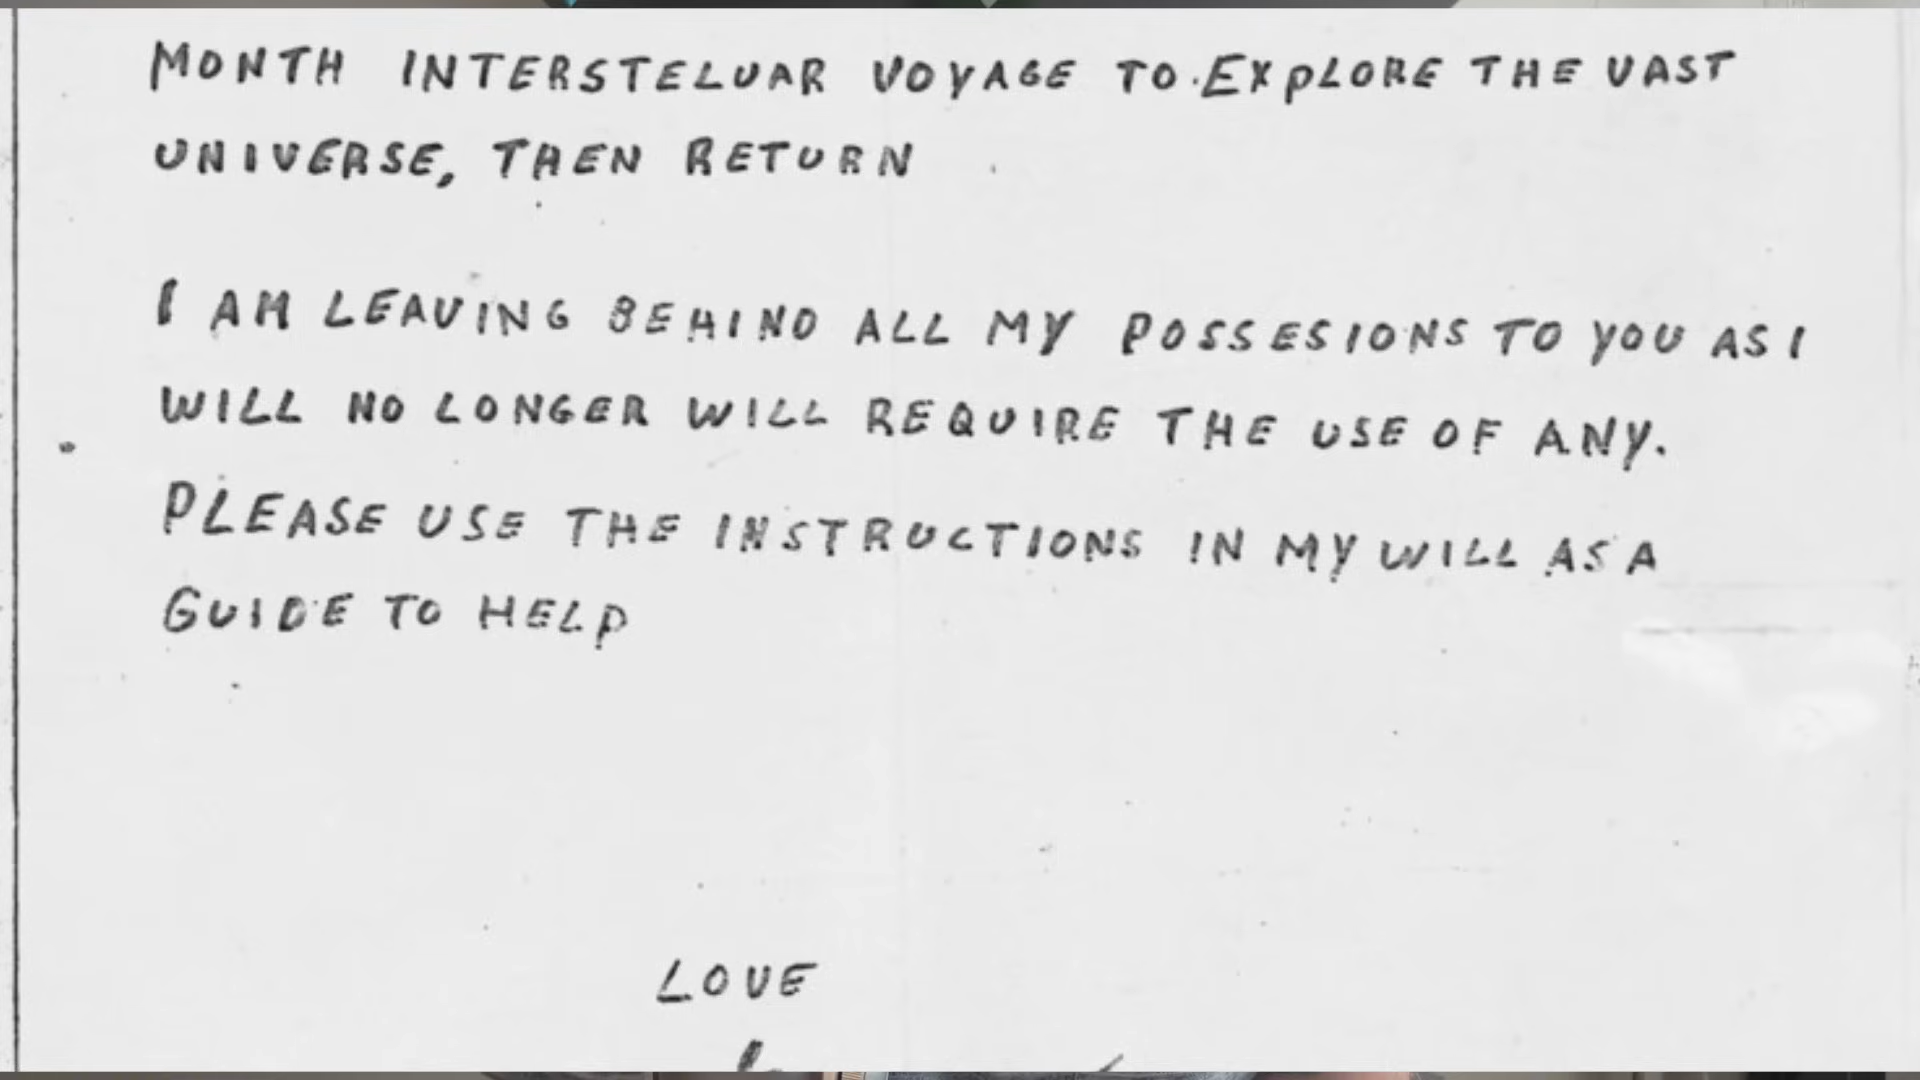 MONTH INTERSTELUAR VOYAGE TO EXPLORE THE VAST
UNIVERSE, THEN RETURN
I AM LEAVING BEHIND ALL MY POSSESIONS TO YOU AS I
WILL NO LONGER WILL REQUIRE THE USE OF ANY.
PLEASE USE THE INSTRUCTIONS IN MY WILL AS A
GUIDE TO HELP
LOVE